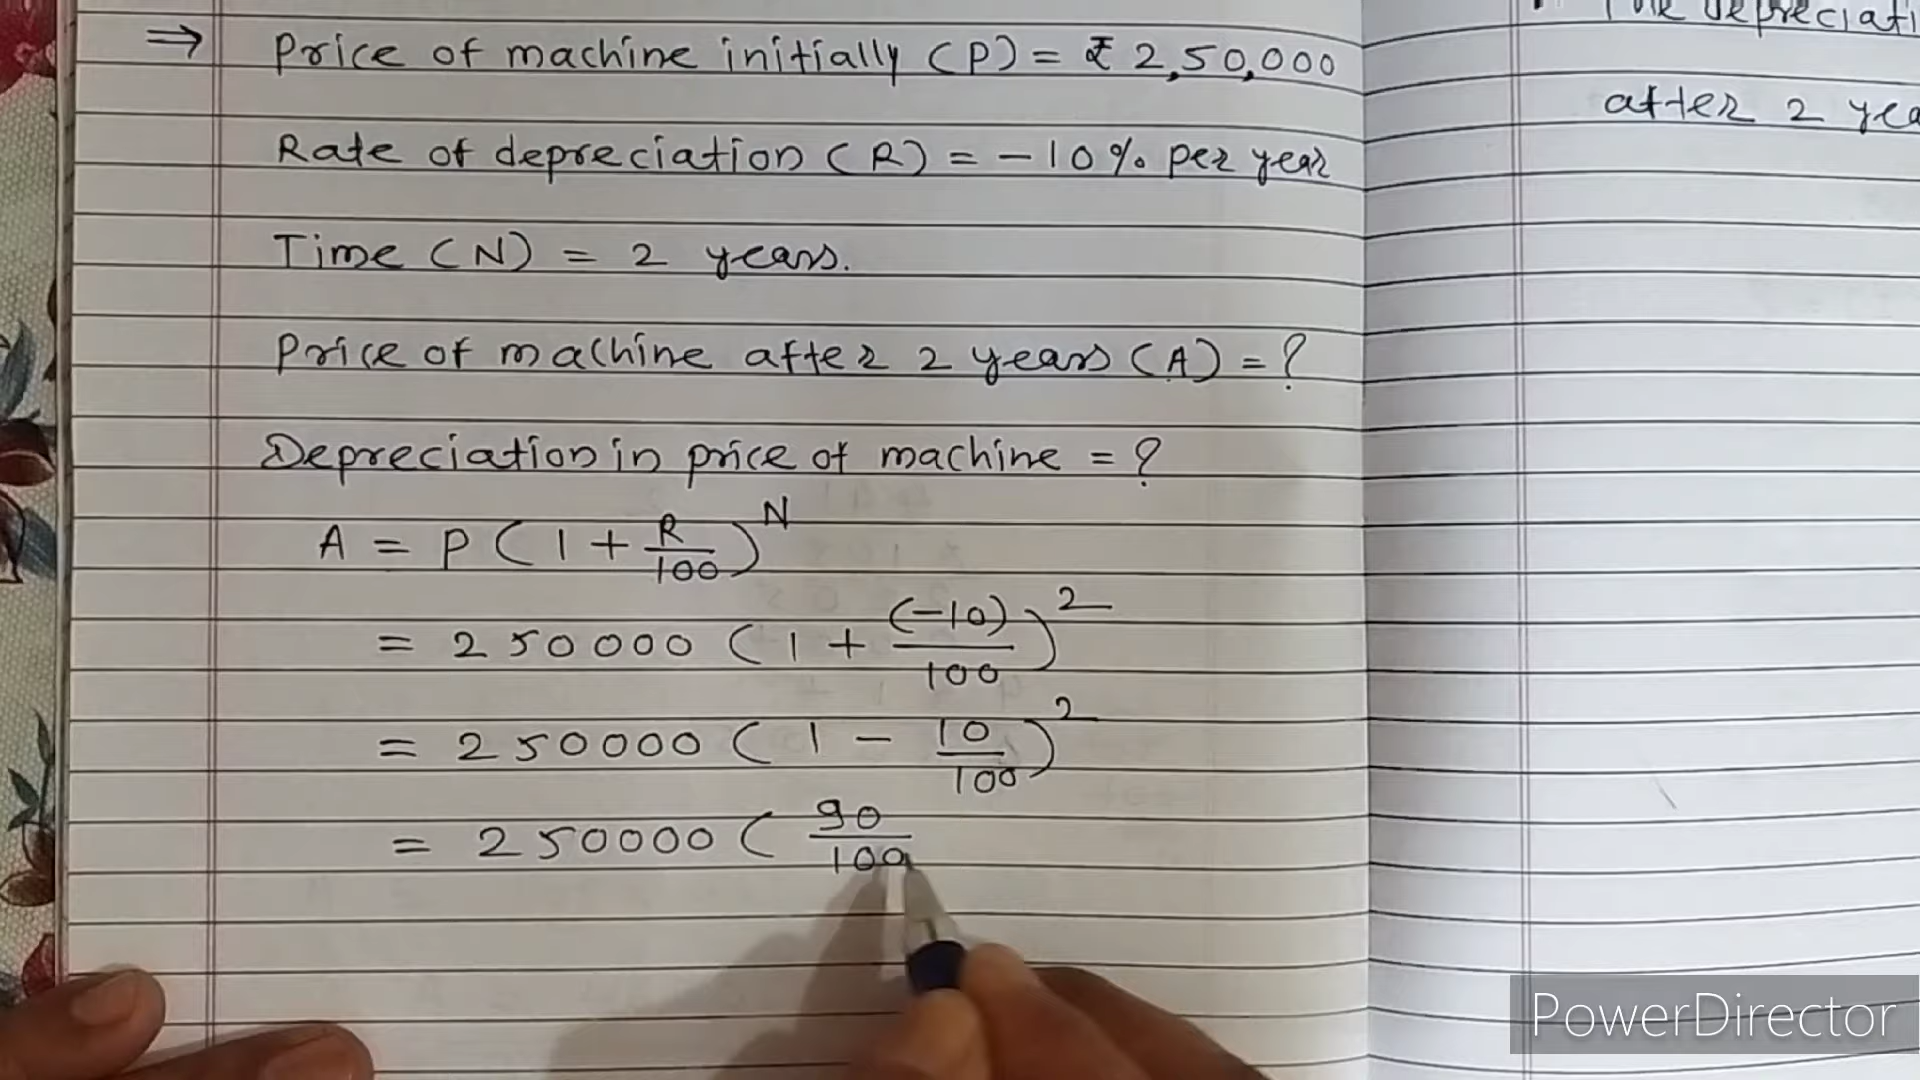 ⇒ Price of machine initially (P) = ₹ 2,50,000
Rate of depreciation (R) = -10% per year
Time (N) = 2 years.
Price of machine after 2 years (A) = ?
Depreciation in price of machine = ?
A = P ( 1 + R/100 )^N
= 250000 ( 1 + (-10)/100 )^2
= 250000 ( 1 - 10/100 )^2
= 250000 ( 90/100
The depreciati
after 2 yea
PowerDirector